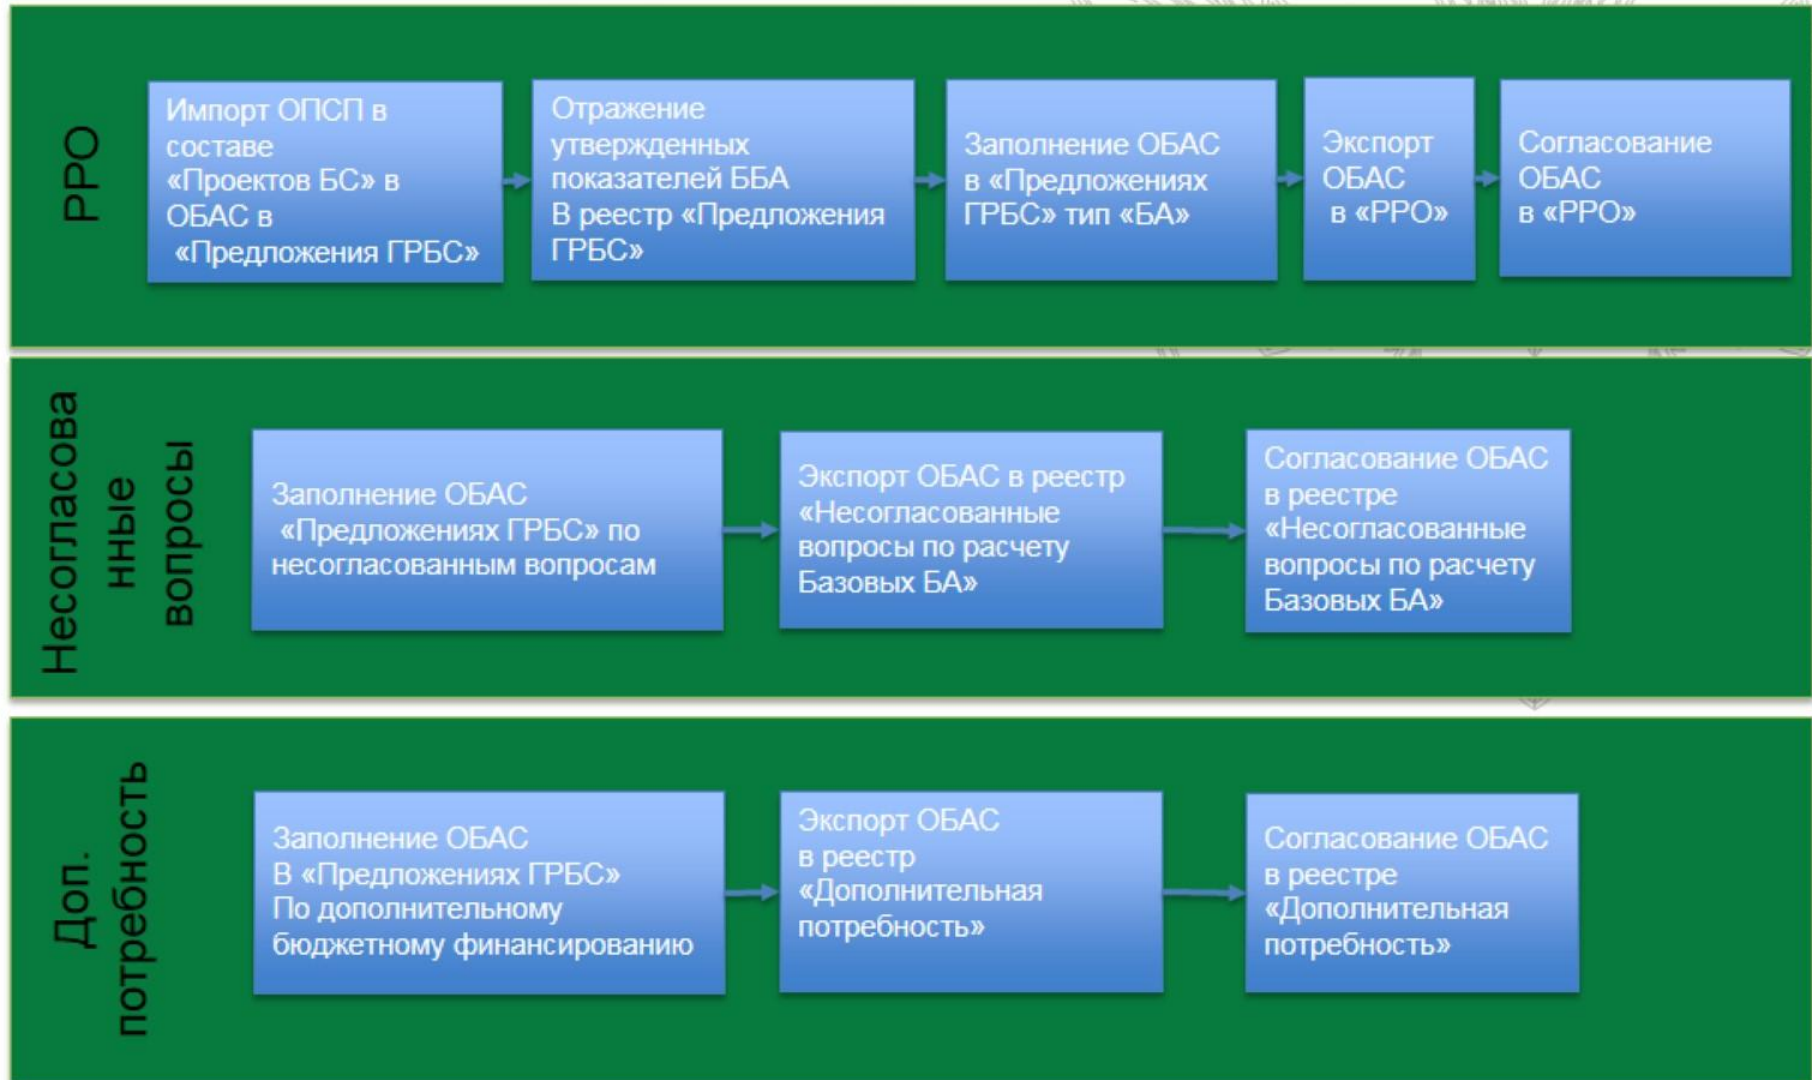 РРО
Импорт ОПСП в
составе
«Проектов БС» в
ОБАС в
«Предложения ГРБС»
Отражение
утвержденных
показателей ББА
В реестр «Предложения
ГРБС»
Заполнение ОБАС
в «Предложениях
ГРБС» тип «БА»
Экспорт
ОБАС
в «РРО»
Согласование
ОБАС
в «РРО»
Несогласова
нные
вопросы
Заполнение ОБАС
«Предложениях ГРБС» по
несогласованным вопросам
Экспорт ОБАС в реестр
«Несогласованные
вопросы по расчету
Базовых БА»
Согласование ОБАС
в реестре
«Несогласованные
вопросы по расчету
Базовых БА»
Доп.
потребность
Заполнение ОБАС
В «Предложениях ГРБС»
По дополнительному
бюджетному финансированию
Экспорт ОБАС
в реестр
«Дополнительная
потребность»
Согласование ОБАС
в реестре
«Дополнительная
потребность»